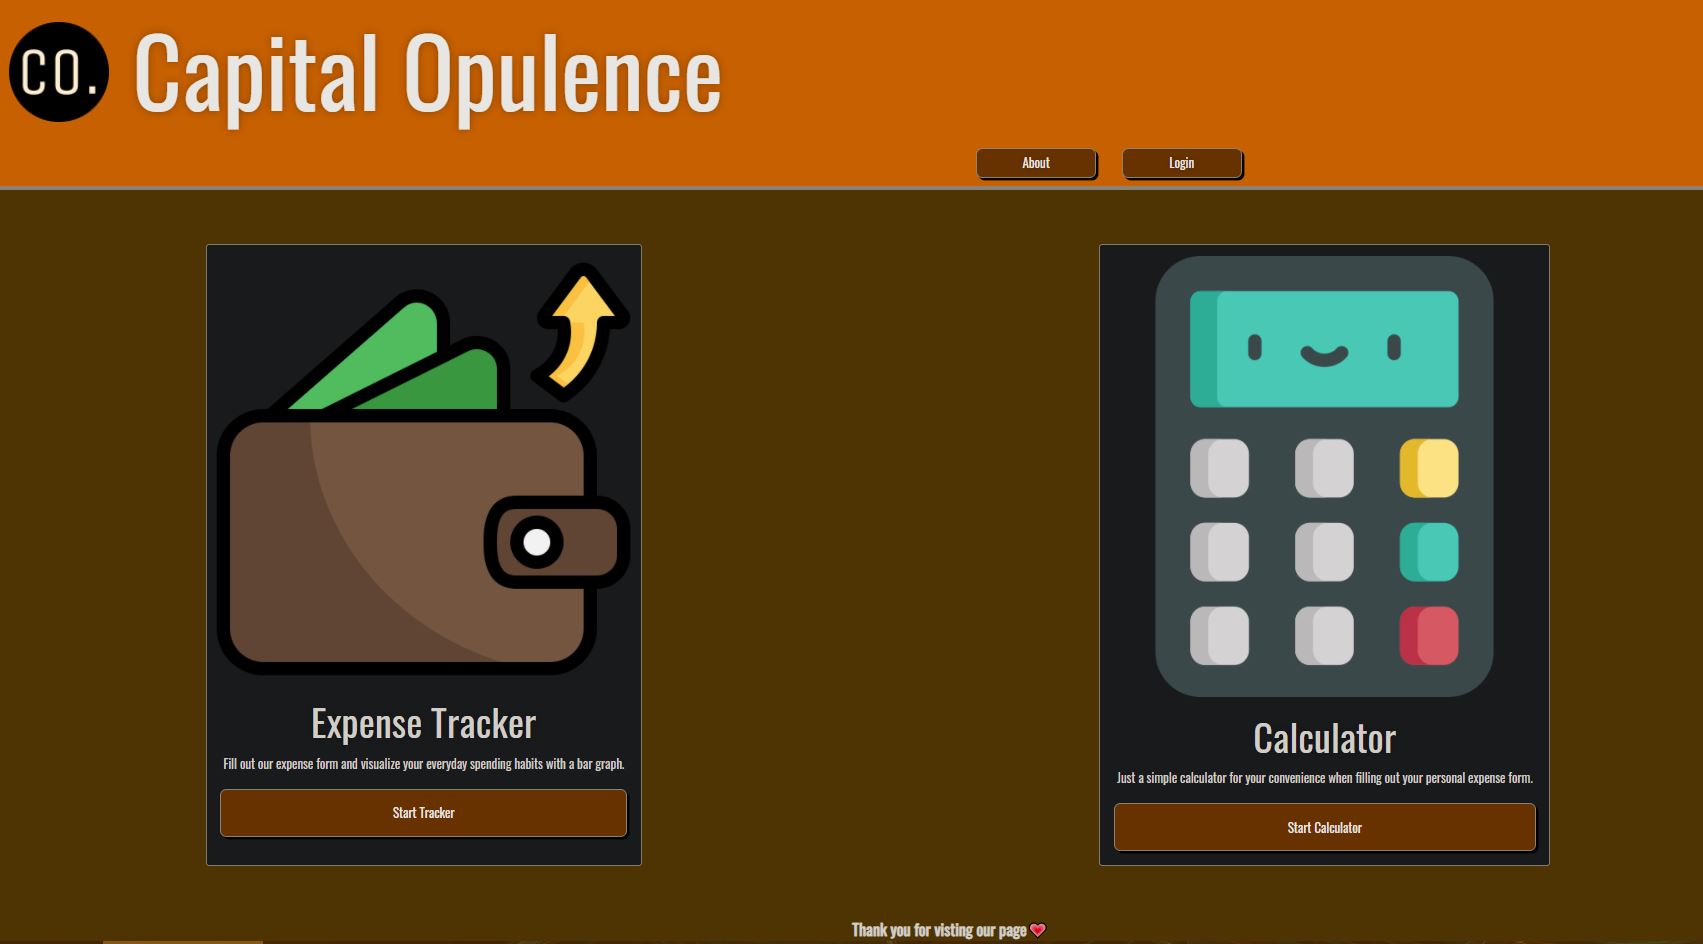 CO.
Capital Opulence
About
Login
Expense Tracker
Fill out our expense form and visualize your everyday spending habits with a bar graph.
Start Tracker
Calculator
Just a simple calculator for your convenience when filling out your personal expense form.
Start Calculator
Thank you for visting our page💗